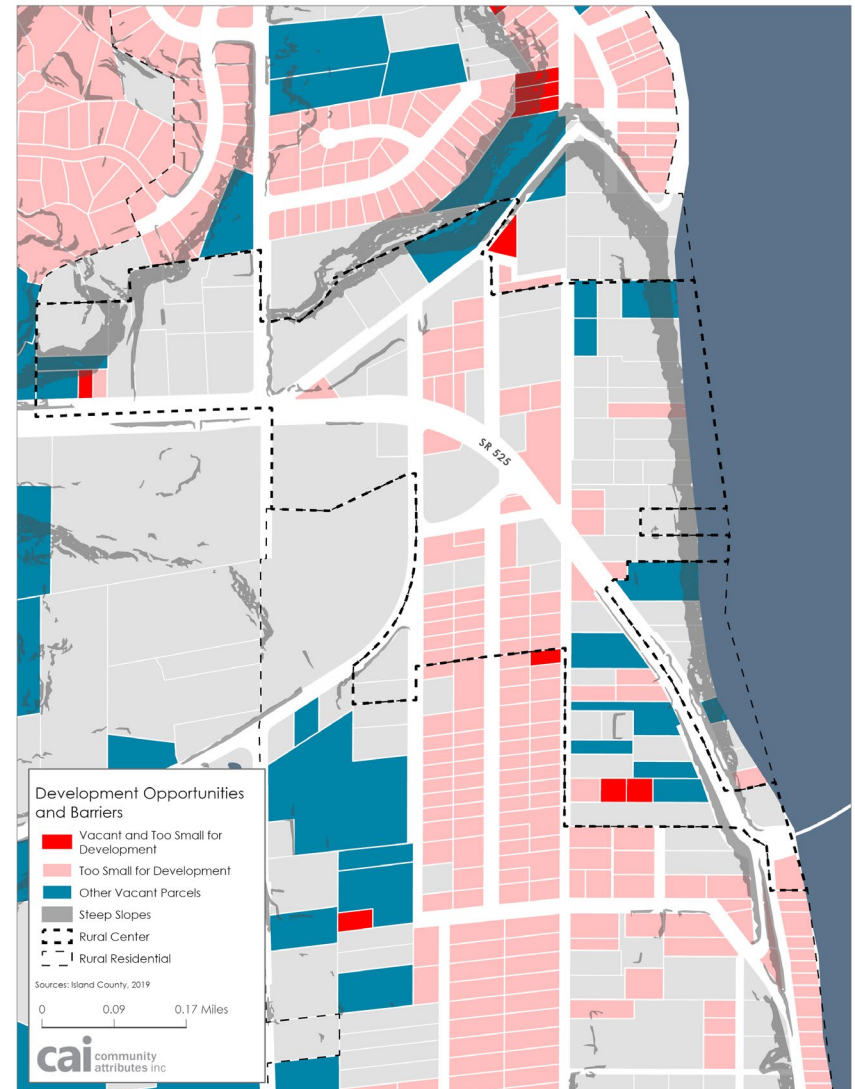 SR 525
Development Opportunities
and Barriers
Vacant and Too Small for
Development
Too Small for Development
Other Vacant Parcels
Steep Slopes
Rural Center
Rural Residential
Sources: Island County, 2019
0 0.09 0.17 Miles
cai community
attributes inc